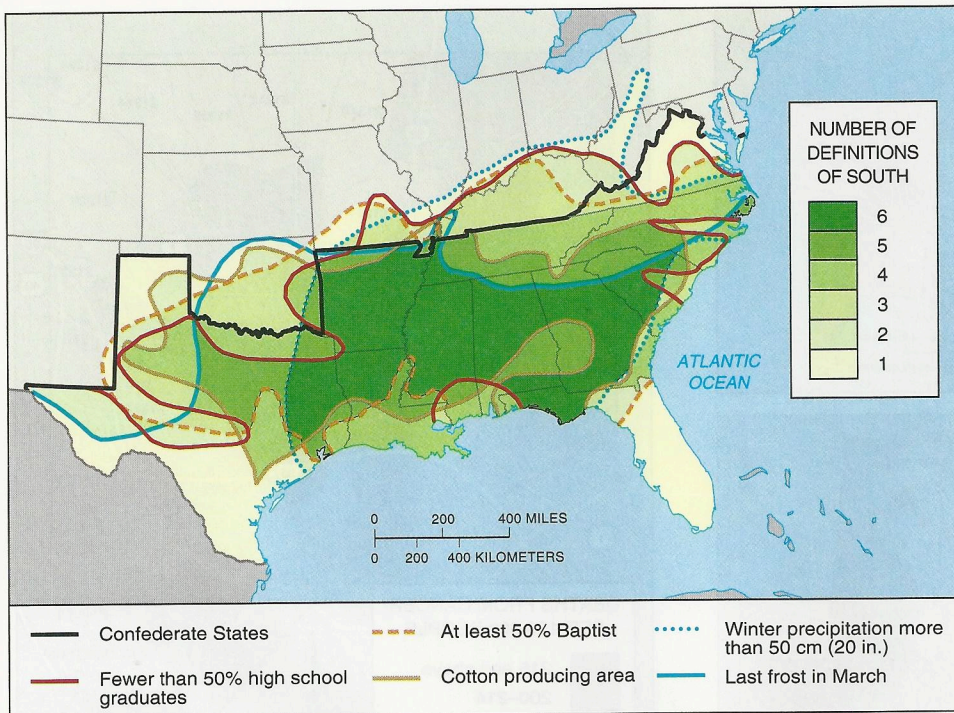 NUMBER OF
DEFINITIONS
OF SOUTH
6
5
4
3
2
1
ATLANTIC
OCEAN
0 200 400 MILES
0 200 400 KILOMETERS
Confederate States
Fewer than 50% high school
graduates
At least 50% Baptist
Cotton producing area
Winter precipitation more
than 50 cm (20 in.)
Last frost in March